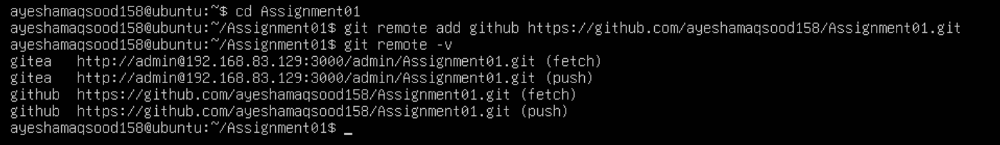 ayeshamaqsood158@ubuntu:~$ cd Assignment01
ayeshamaqsood158@ubuntu:~/Assignment01$ git remote add github https://github.com/ayeshamaqsood158/Assignment01.git
ayeshamaqsood158@ubuntu:~/Assignment01$ git remote -v
gitea   http://admin@192.168.83.129:3000/admin/Assignment01.git (fetch)
gitea   http://admin@192.168.83.129:3000/admin/Assignment01.git (push)
github  https://github.com/ayeshamaqsood158/Assignment01.git (fetch)
github  https://github.com/ayeshamaqsood158/Assignment01.git (push)
ayeshamaqsood158@ubuntu:~/Assignment01$ _